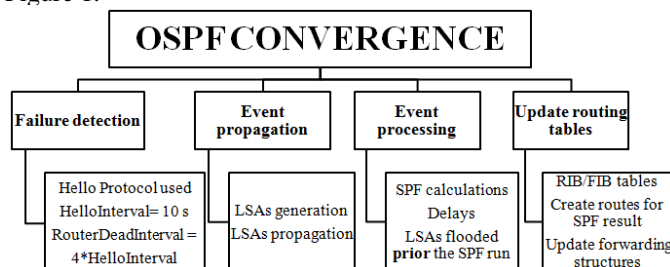 Figure 1.
OSPF CONVERGENCE
Failure detection
Event
propagation
Event
processing
Update routing
tables
Hello Protocol used
HelloInterval= 10 s
RouterDeadInterval =
4*HelloInterval
LSAs generation
LSAs propagation
SPF calculations
Delays
LSAs flooded
prior the SPF run
RIB/FIB tables
Create routes for
SPF result
Update forwarding
structures